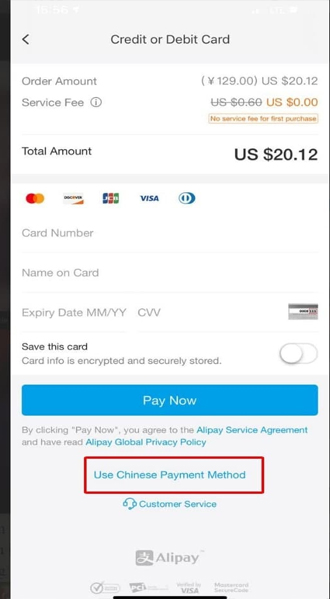 Credit or Debit Card
Order Amount
(￥129.00) US $20.12
Service Fee
US $0.60 US $0.00
No service fee for first purchase
Total Amount
US $20.12
DISCOVER
JCB
VISA
Card Number
Name on Card
Expiry Date MM/YY
CVV
Save this card
Card info is encrypted and securely stored.
Pay Now
By clicking "Pay Now", you agree to the Alipay Service Agreement
and have read Alipay Global Privacy Policy
Use Chinese Payment Method
Customer Service
支 Alipay
PCI
Verified by
VISA
Mastercard
SecureCode